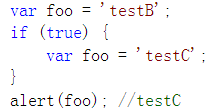 var foo = 'testB';
if (true) {
    var foo = 'testC';
}
alert(foo); //testC